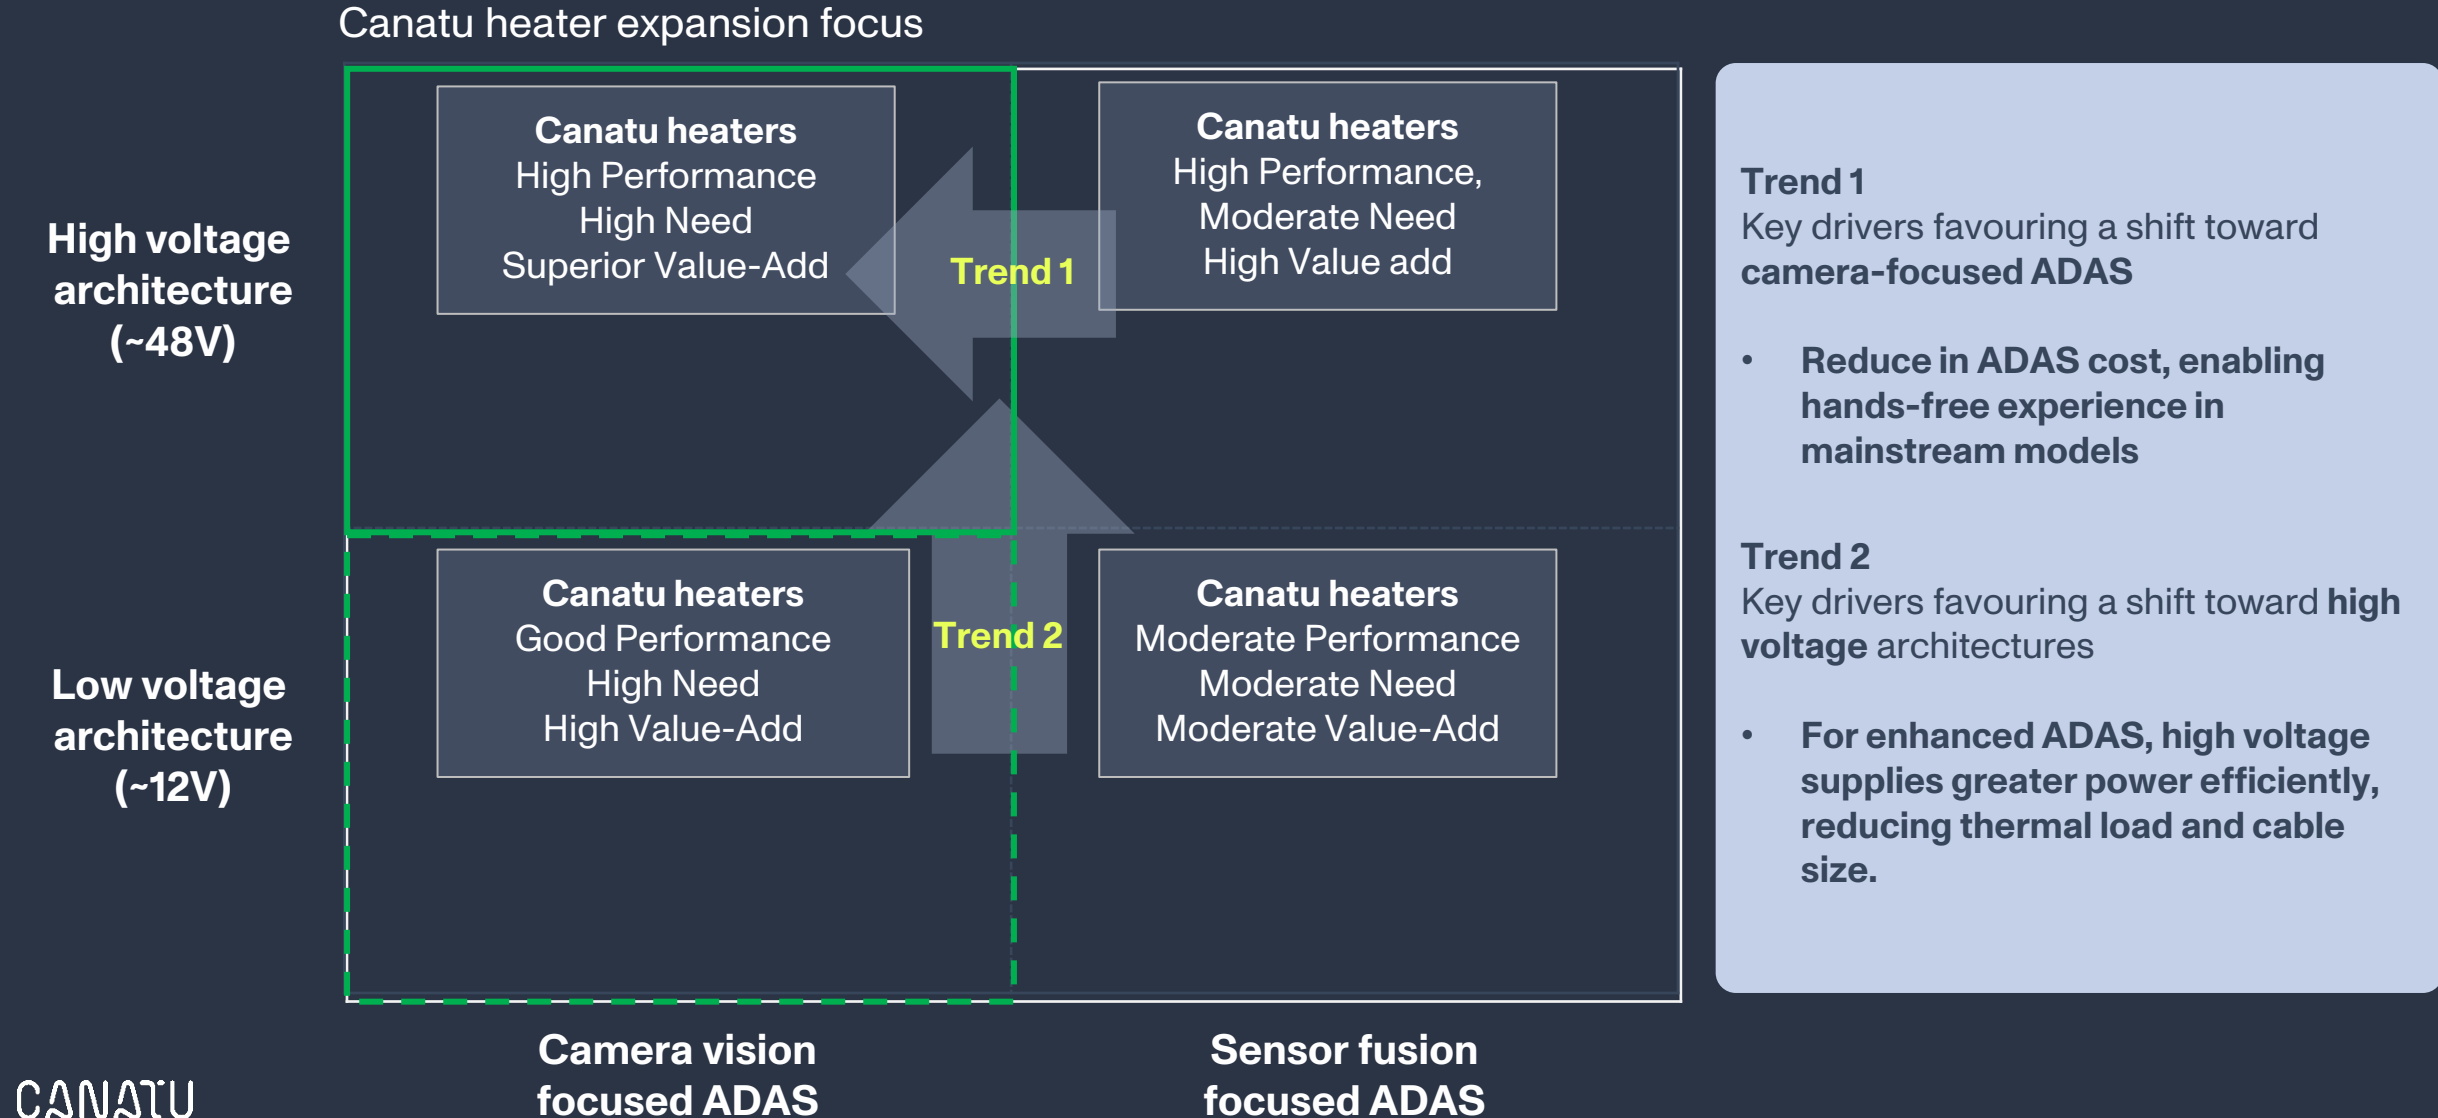 Canatu heater expansion focus
High voltage
architecture
(~48V)
Canatu heaters
High Performance
High Need
Superior Value-Add
Trend 1
Canatu heaters
High Performance,
Moderate Need
High Value add
Low voltage
architecture
(~12V)
Canatu heaters
Good Performance
High Need
High Value-Add
Trend 2
Canatu heaters
Moderate Performance
Moderate Need
Moderate Value-Add
Camera vision
focused ADAS
Sensor fusion
focused ADAS
Trend 1
Key drivers favouring a shift toward
camera-focused ADAS
• Reduce in ADAS cost, enabling
hands-free experience in
mainstream models
Trend 2
Key drivers favouring a shift toward high
voltage architectures
• For enhanced ADAS, high voltage
supplies greater power efficiently,
reducing thermal load and cable
size.
CANATU